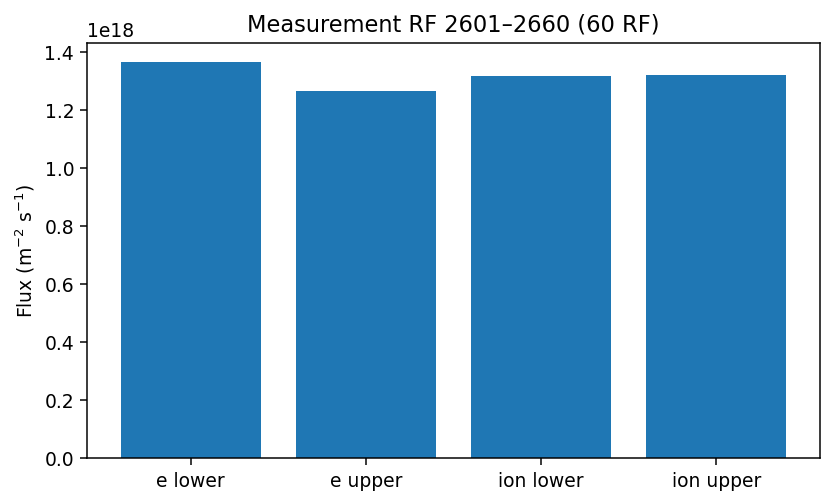 Measurement RF 2601–2660 (60 RF)
1e18
1.4
1.2
1.0
0.8
0.6
0.4
0.2
0.0
Flux (m⁻² s⁻¹)
e lower
e upper
ion lower
ion upper